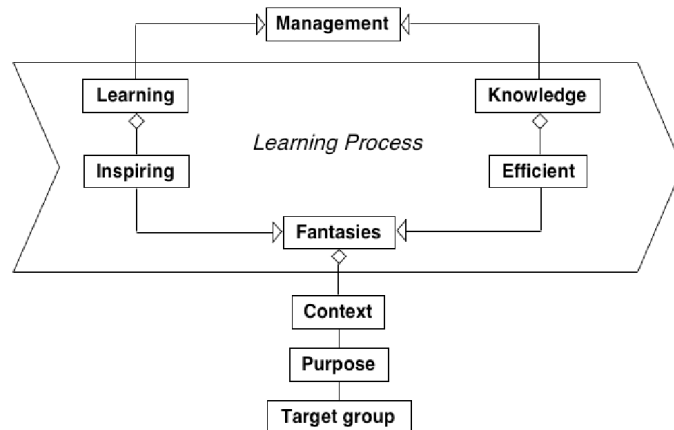 Management
Learning
Knowledge
Learning Process
Inspiring
Efficient
Fantasies
Context
Purpose
Target group